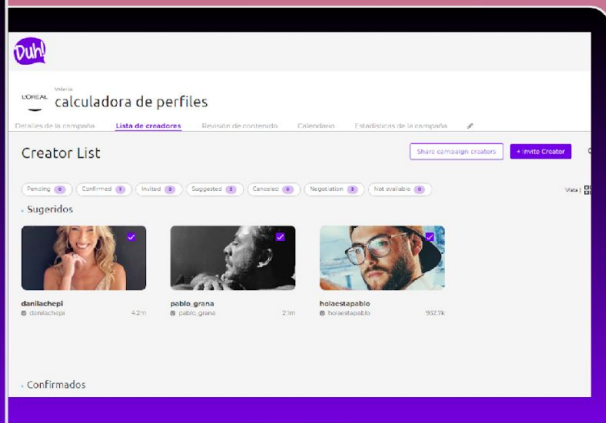 Duh!
L'ORÉAL
calculadora de perfiles
Detalles de la campaña Lista de creadores Revisión de contenido Calendario Estadísticas de la campaña
Creator List
Share campaign creators + Invite Creator
Pending Confirmed Invited Suggested Canceled Negotiation Not available
Vista |
Sugeridos
danilachepi
danilachepi 4.2m
pablo_grana
pablo_grana 2.1m
holaestapablo
holaestapablo
Confirmados